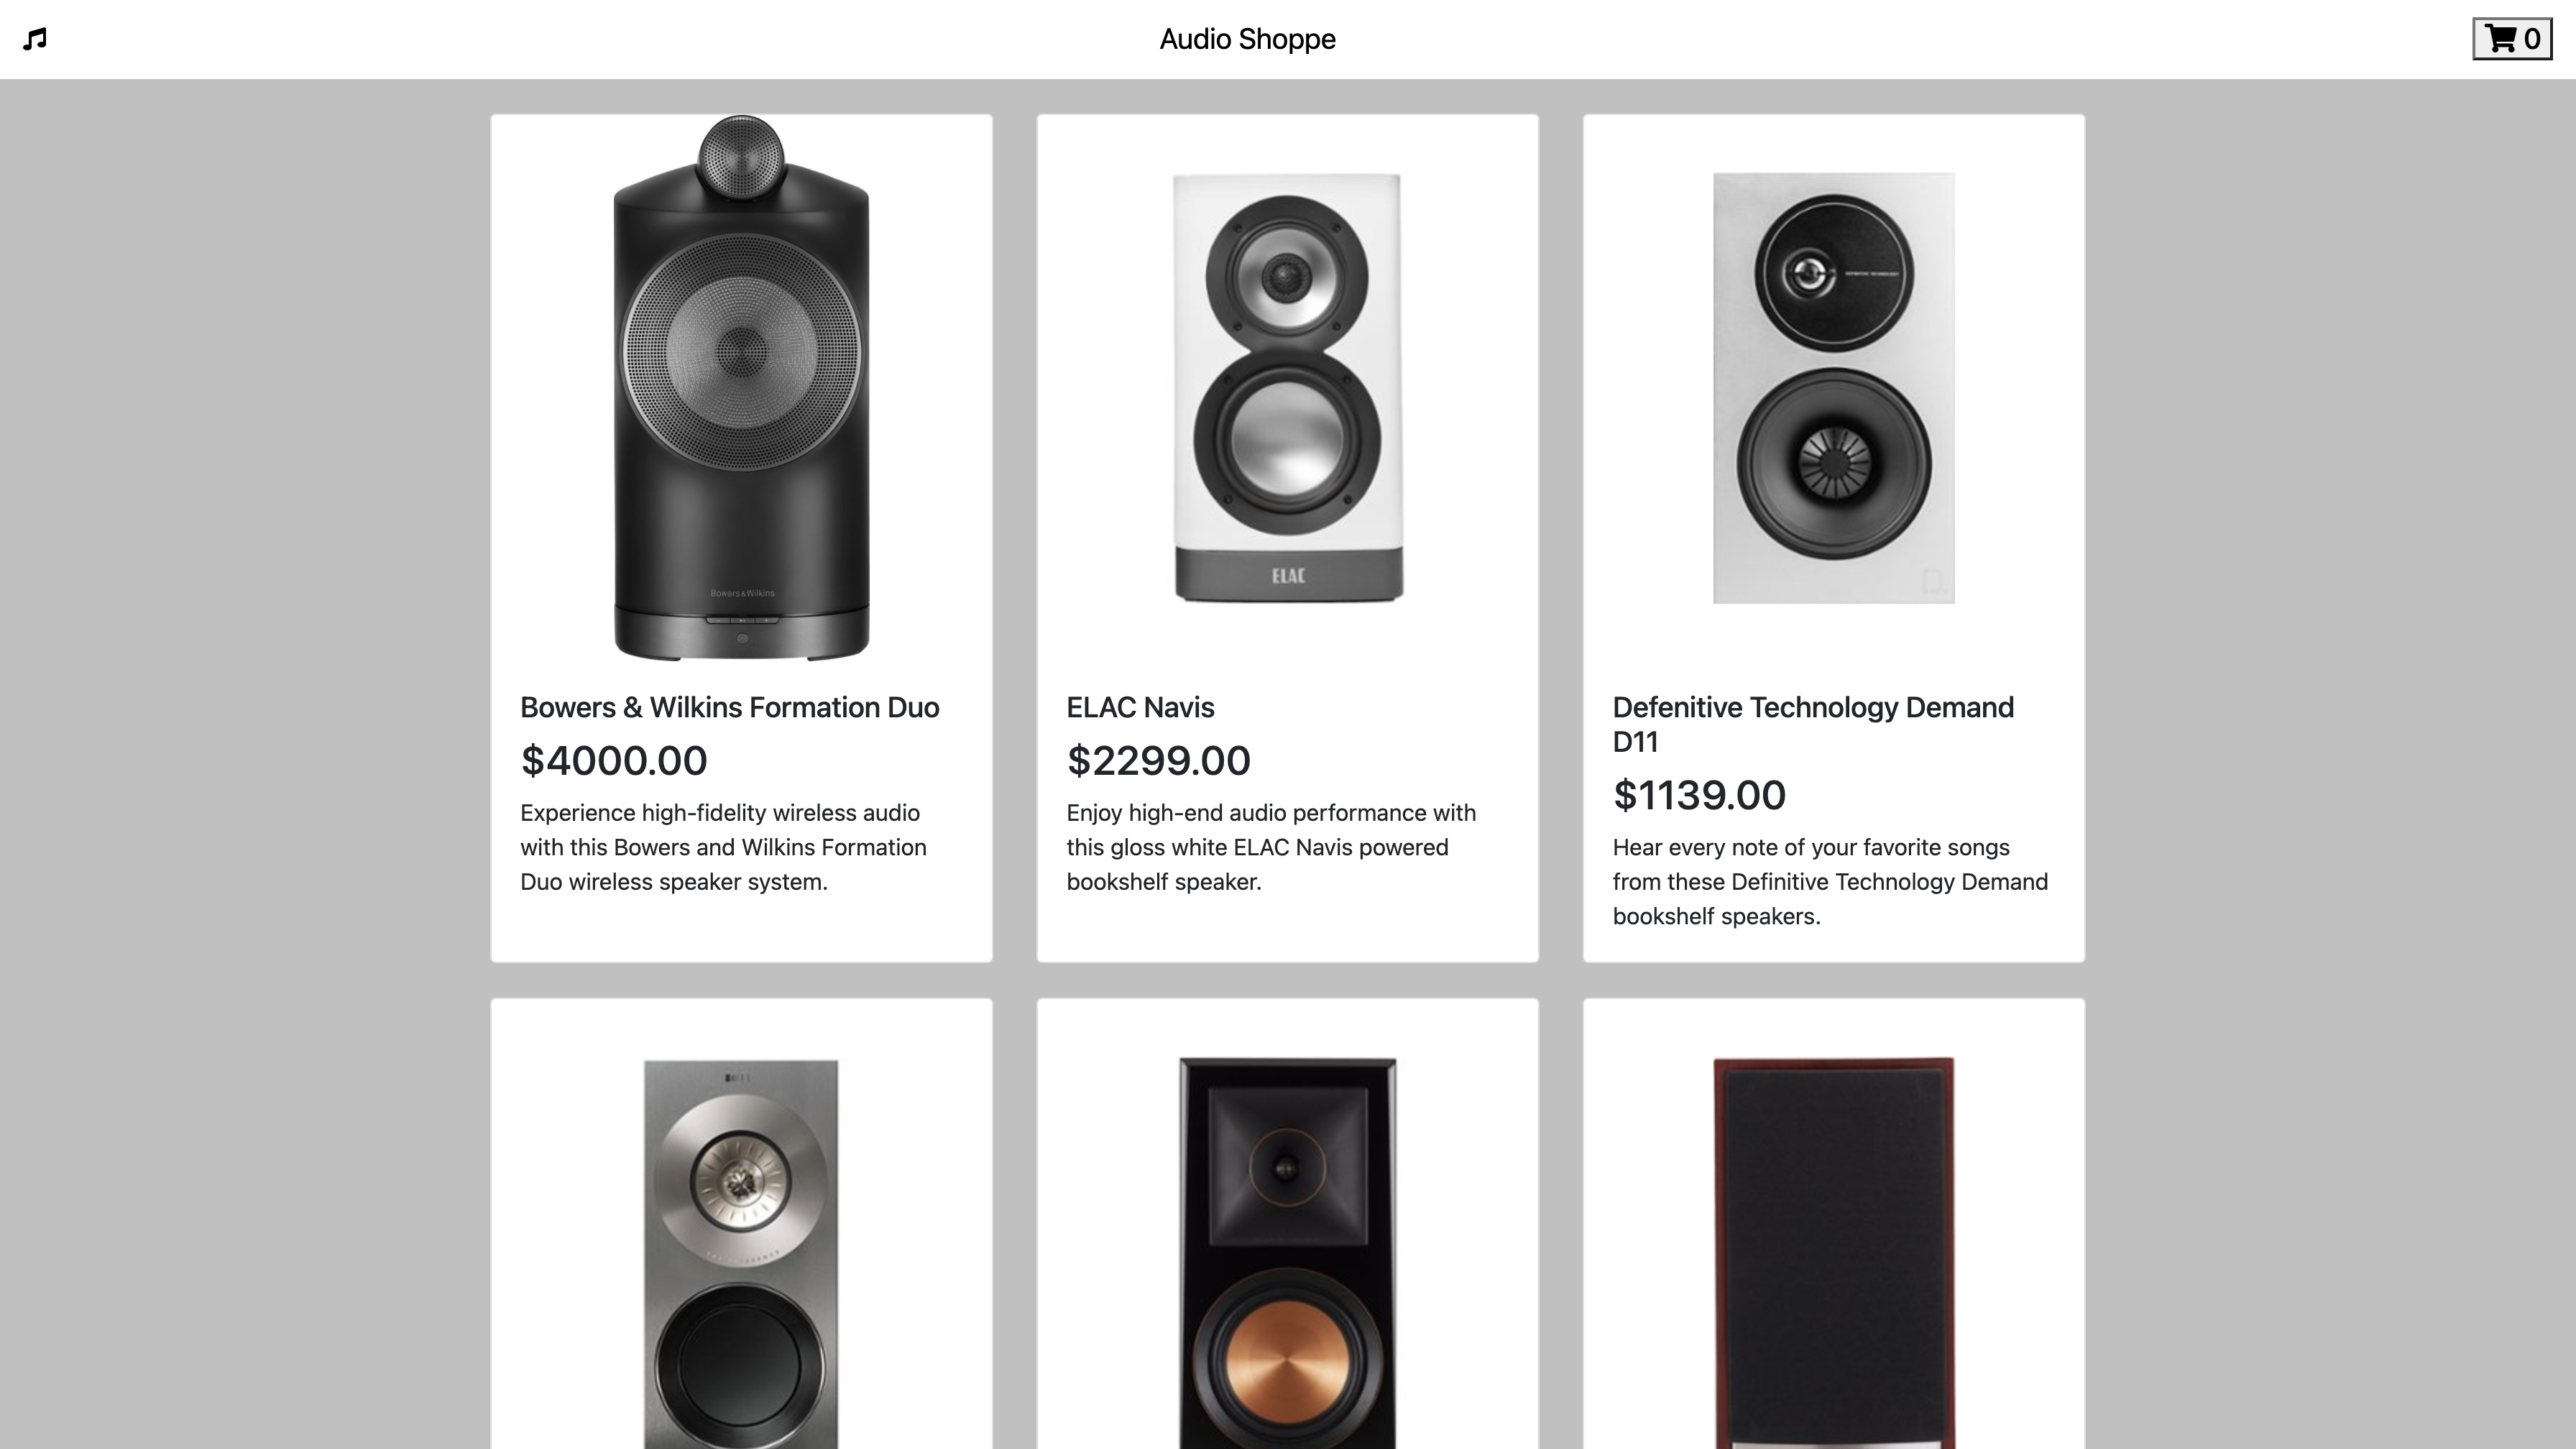 Audio Shoppe
0
Bowers & Wilkins
ELAC
DEFINITIVE TECHNOLOGY
D.
Bowers & Wilkins Formation Duo
$4000.00
Experience high-fidelity wireless audio
with this Bowers and Wilkins Formation
Duo wireless speaker system.
ELAC Navis
$2299.00
Enjoy high-end audio performance with
this gloss white ELAC Navis powered
bookshelf speaker.
Defenitive Technology Demand
D11
$1139.00
Hear every note of your favorite songs
from these Definitive Technology Demand
bookshelf speakers.